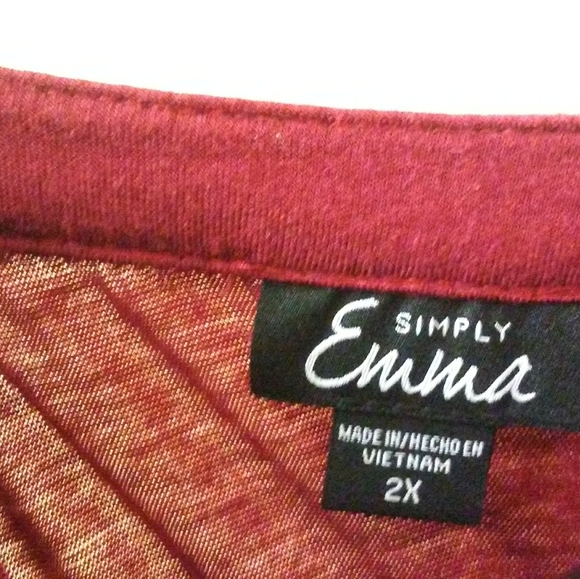 SIMPLY
Emma
MADE IN/HECHO EN
VIETNAM
2X